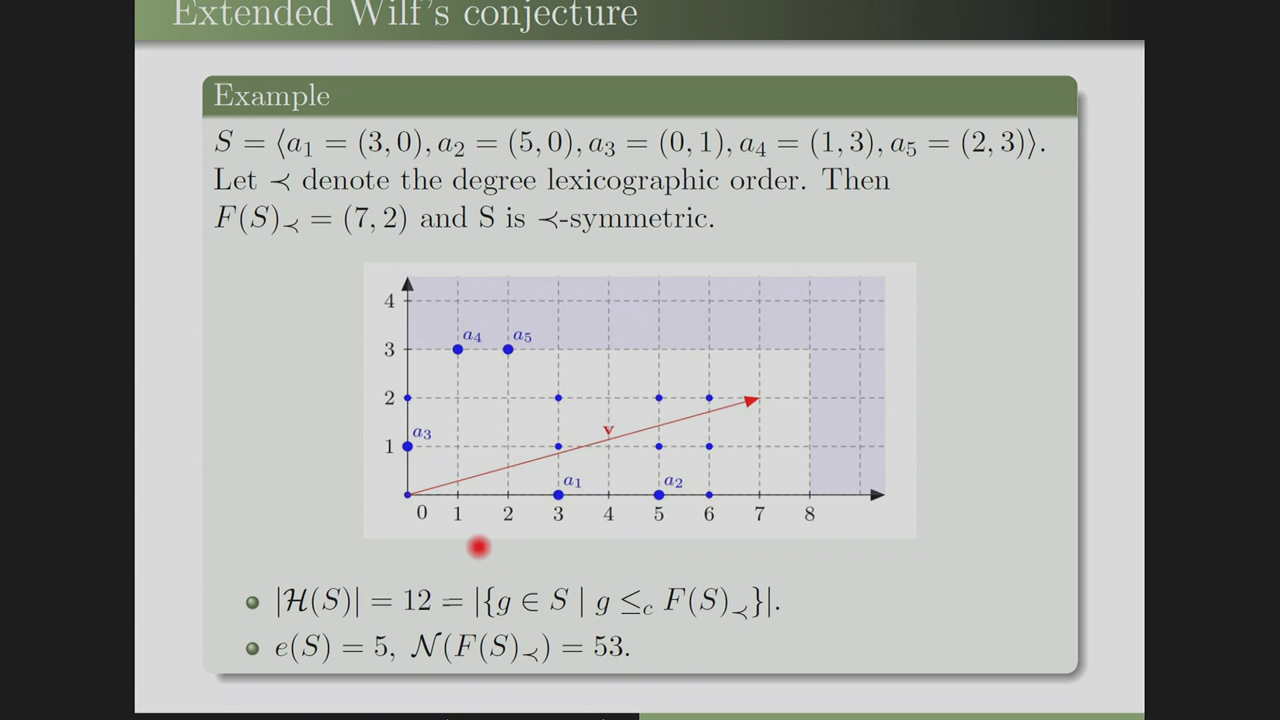 Extended Wilf's conjecture
Example
S = ⟨a₁ = (3, 0), a₂ = (5, 0), a₃ = (0, 1), a₄ = (1, 3), a₅ = (2, 3)⟩.
Let ≺ denote the degree lexicographic order. Then
F(S)≺ = (7, 2) and S is ≺-symmetric.
4
a₄ a₅
3
2
v
a₃
1
a₁ a₂
0 1 2 3 4 5 6 7 8
|ℋ(S)| = 12 = |{g ∈ S | g ≤c F(S)≺}|.
e(S) = 5, 𝒩(F(S)≺) = 53.